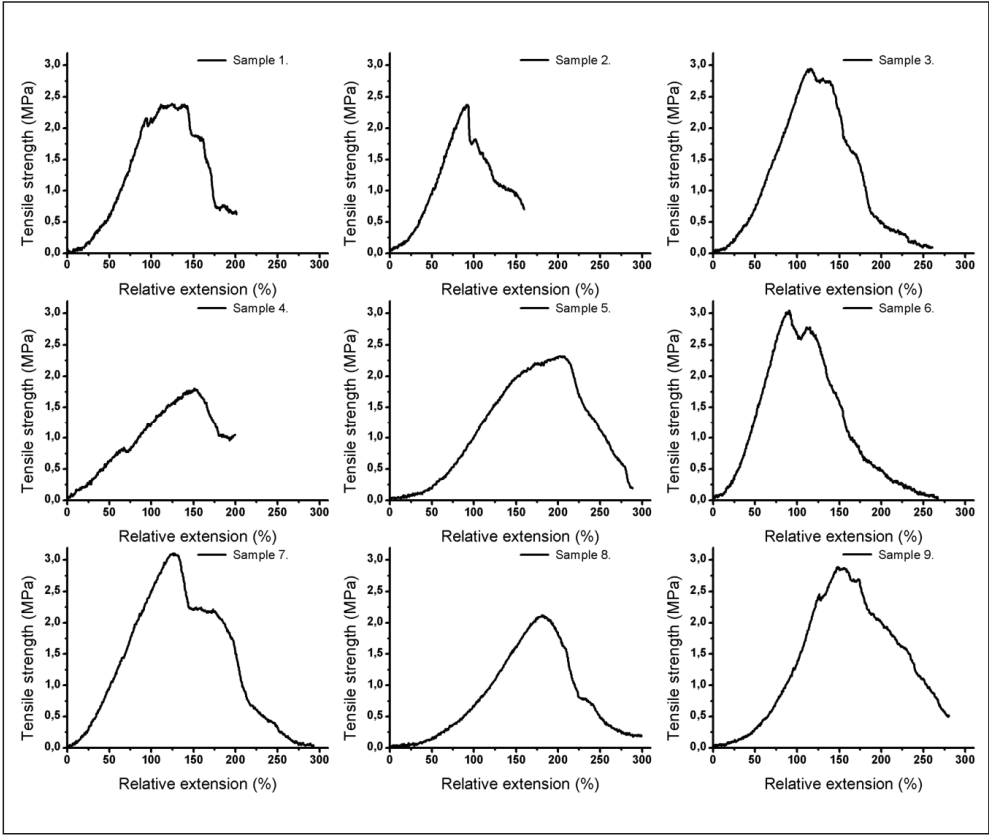 Sample 1.
Tensile strength (MPa)
3,0
2,5
2,0
1,5
1,0
0,5
0,0
0 50 100 150 200 250 300
Relative extension (%)
Sample 2.
Tensile strength (MPa)
3,0
2,5
2,0
1,5
1,0
0,5
0,0
0 50 100 150 200 250 300
Relative extension (%)
Sample 3.
Tensile strength (MPa)
3,0
2,5
2,0
1,5
1,0
0,5
0,0
0 50 100 150 200 250 300
Relative extension (%)
Sample 4.
Tensile strength (MPa)
3,0
2,5
2,0
1,5
1,0
0,5
0,0
0 50 100 150 200 250 300
Relative extension (%)
Sample 5.
Tensile strength (MPa)
3,0
2,5
2,0
1,5
1,0
0,5
0,0
0 50 100 150 200 250 300
Relative extension (%)
Sample 6.
Tensile strength (MPa)
3,0
2,5
2,0
1,5
1,0
0,5
0,0
0 50 100 150 200 250 300
Relative extension (%)
Sample 7.
Tensile strength (MPa)
3,0
2,5
2,0
1,5
1,0
0,5
0,0
0 50 100 150 200 250 300
Relative extension (%)
Sample 8.
Tensile strength (MPa)
3,0
2,5
2,0
1,5
1,0
0,5
0,0
0 50 100 150 200 250 300
Relative extension (%)
Sample 9.
Tensile strength (MPa)
3,0
2,5
2,0
1,5
1,0
0,5
0,0
0 50 100 150 200 250 300
Relative extension (%)